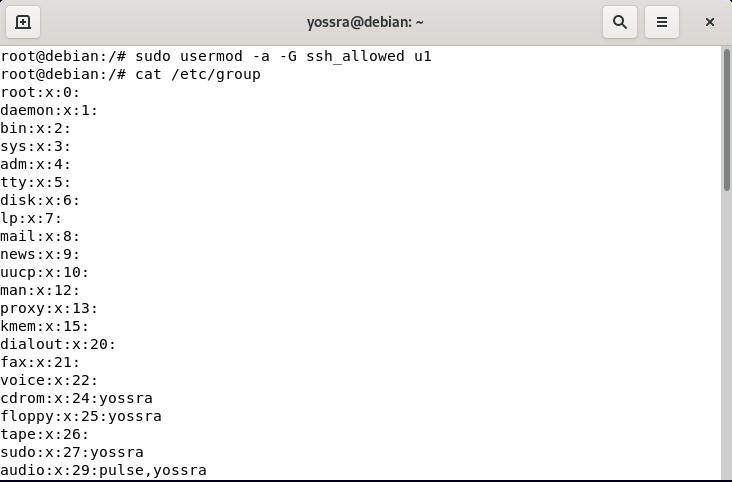 yossra@debian: ~
root@debian:/# sudo usermod -a -G ssh_allowed u1
root@debian:/# cat /etc/group
root:x:0:
daemon:x:1:
bin:x:2:
sys:x:3:
adm:x:4:
tty:x:5:
disk:x:6:
lp:x:7:
mail:x:8:
news:x:9:
uucp:x:10:
man:x:12:
proxy:x:13:
kmem:x:15:
dialout:x:20:
fax:x:21:
voice:x:22:
cdrom:x:24:yossra
floppy:x:25:yossra
tape:x:26:
sudo:x:27:yossra
audio:x:29:pulse,yossra